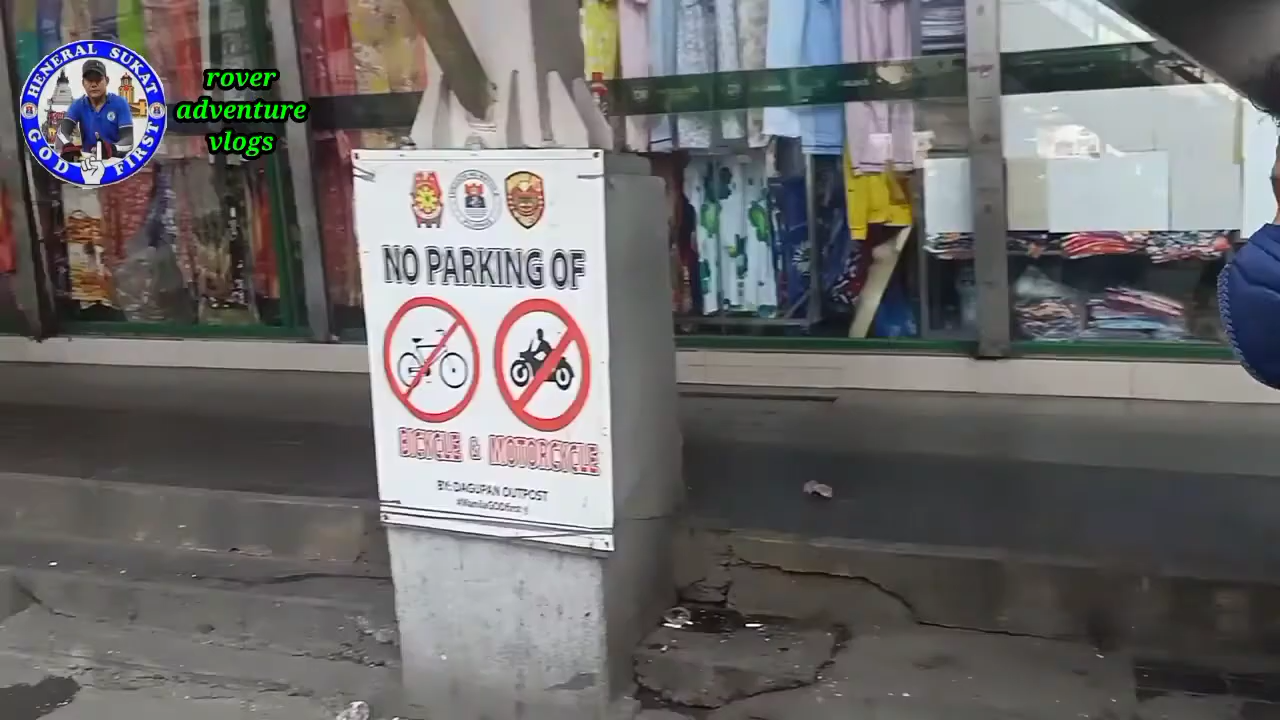 HENERAL SUKAT
GOD FIRST
rover
adventure
vlogs
NO PARKING OF
BICYCLE & MOTORCYCLE
BY: DAGUPAN OUTPOST